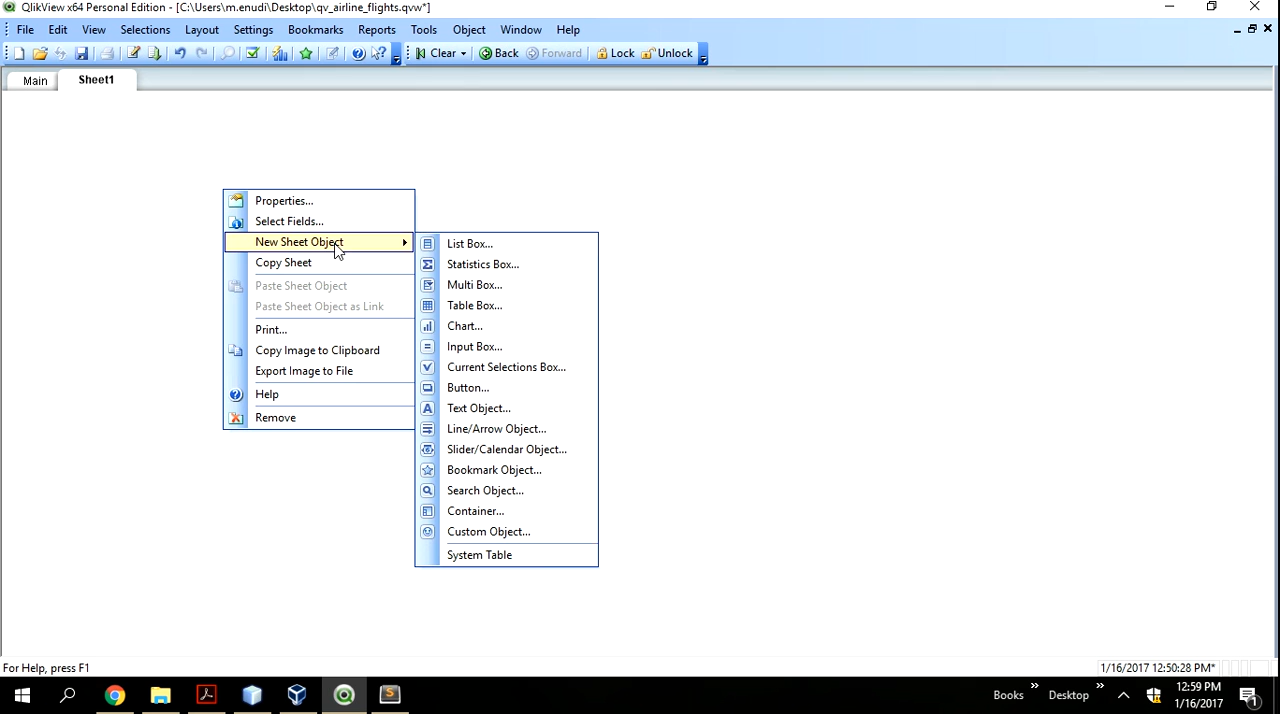 QlikView x64 Personal Edition - [C:\Users\m.enudi\Desktop\qv_airline_flights.qvw*]
File Edit View Selections Layout Settings Bookmarks Reports Tools Object Window Help
Clear Back Forward Lock Unlock
Main Sheet1
Properties...
Select Fields...
New Sheet Object
Copy Sheet
Paste Sheet Object
Paste Sheet Object as Link
Print...
Copy Image to Clipboard
Export Image to File
Help
Remove
List Box...
Statistics Box...
Multi Box...
Table Box...
Chart...
Input Box...
Current Selections Box...
Button...
Text Object...
Line/Arrow Object...
Slider/Calendar Object...
Bookmark Object...
Search Object...
Container...
Custom Object...
System Table
For Help, press F1 1/16/2017 12:50:28 PM*
Books » Desktop » 12:59 PM
1/16/2017 1